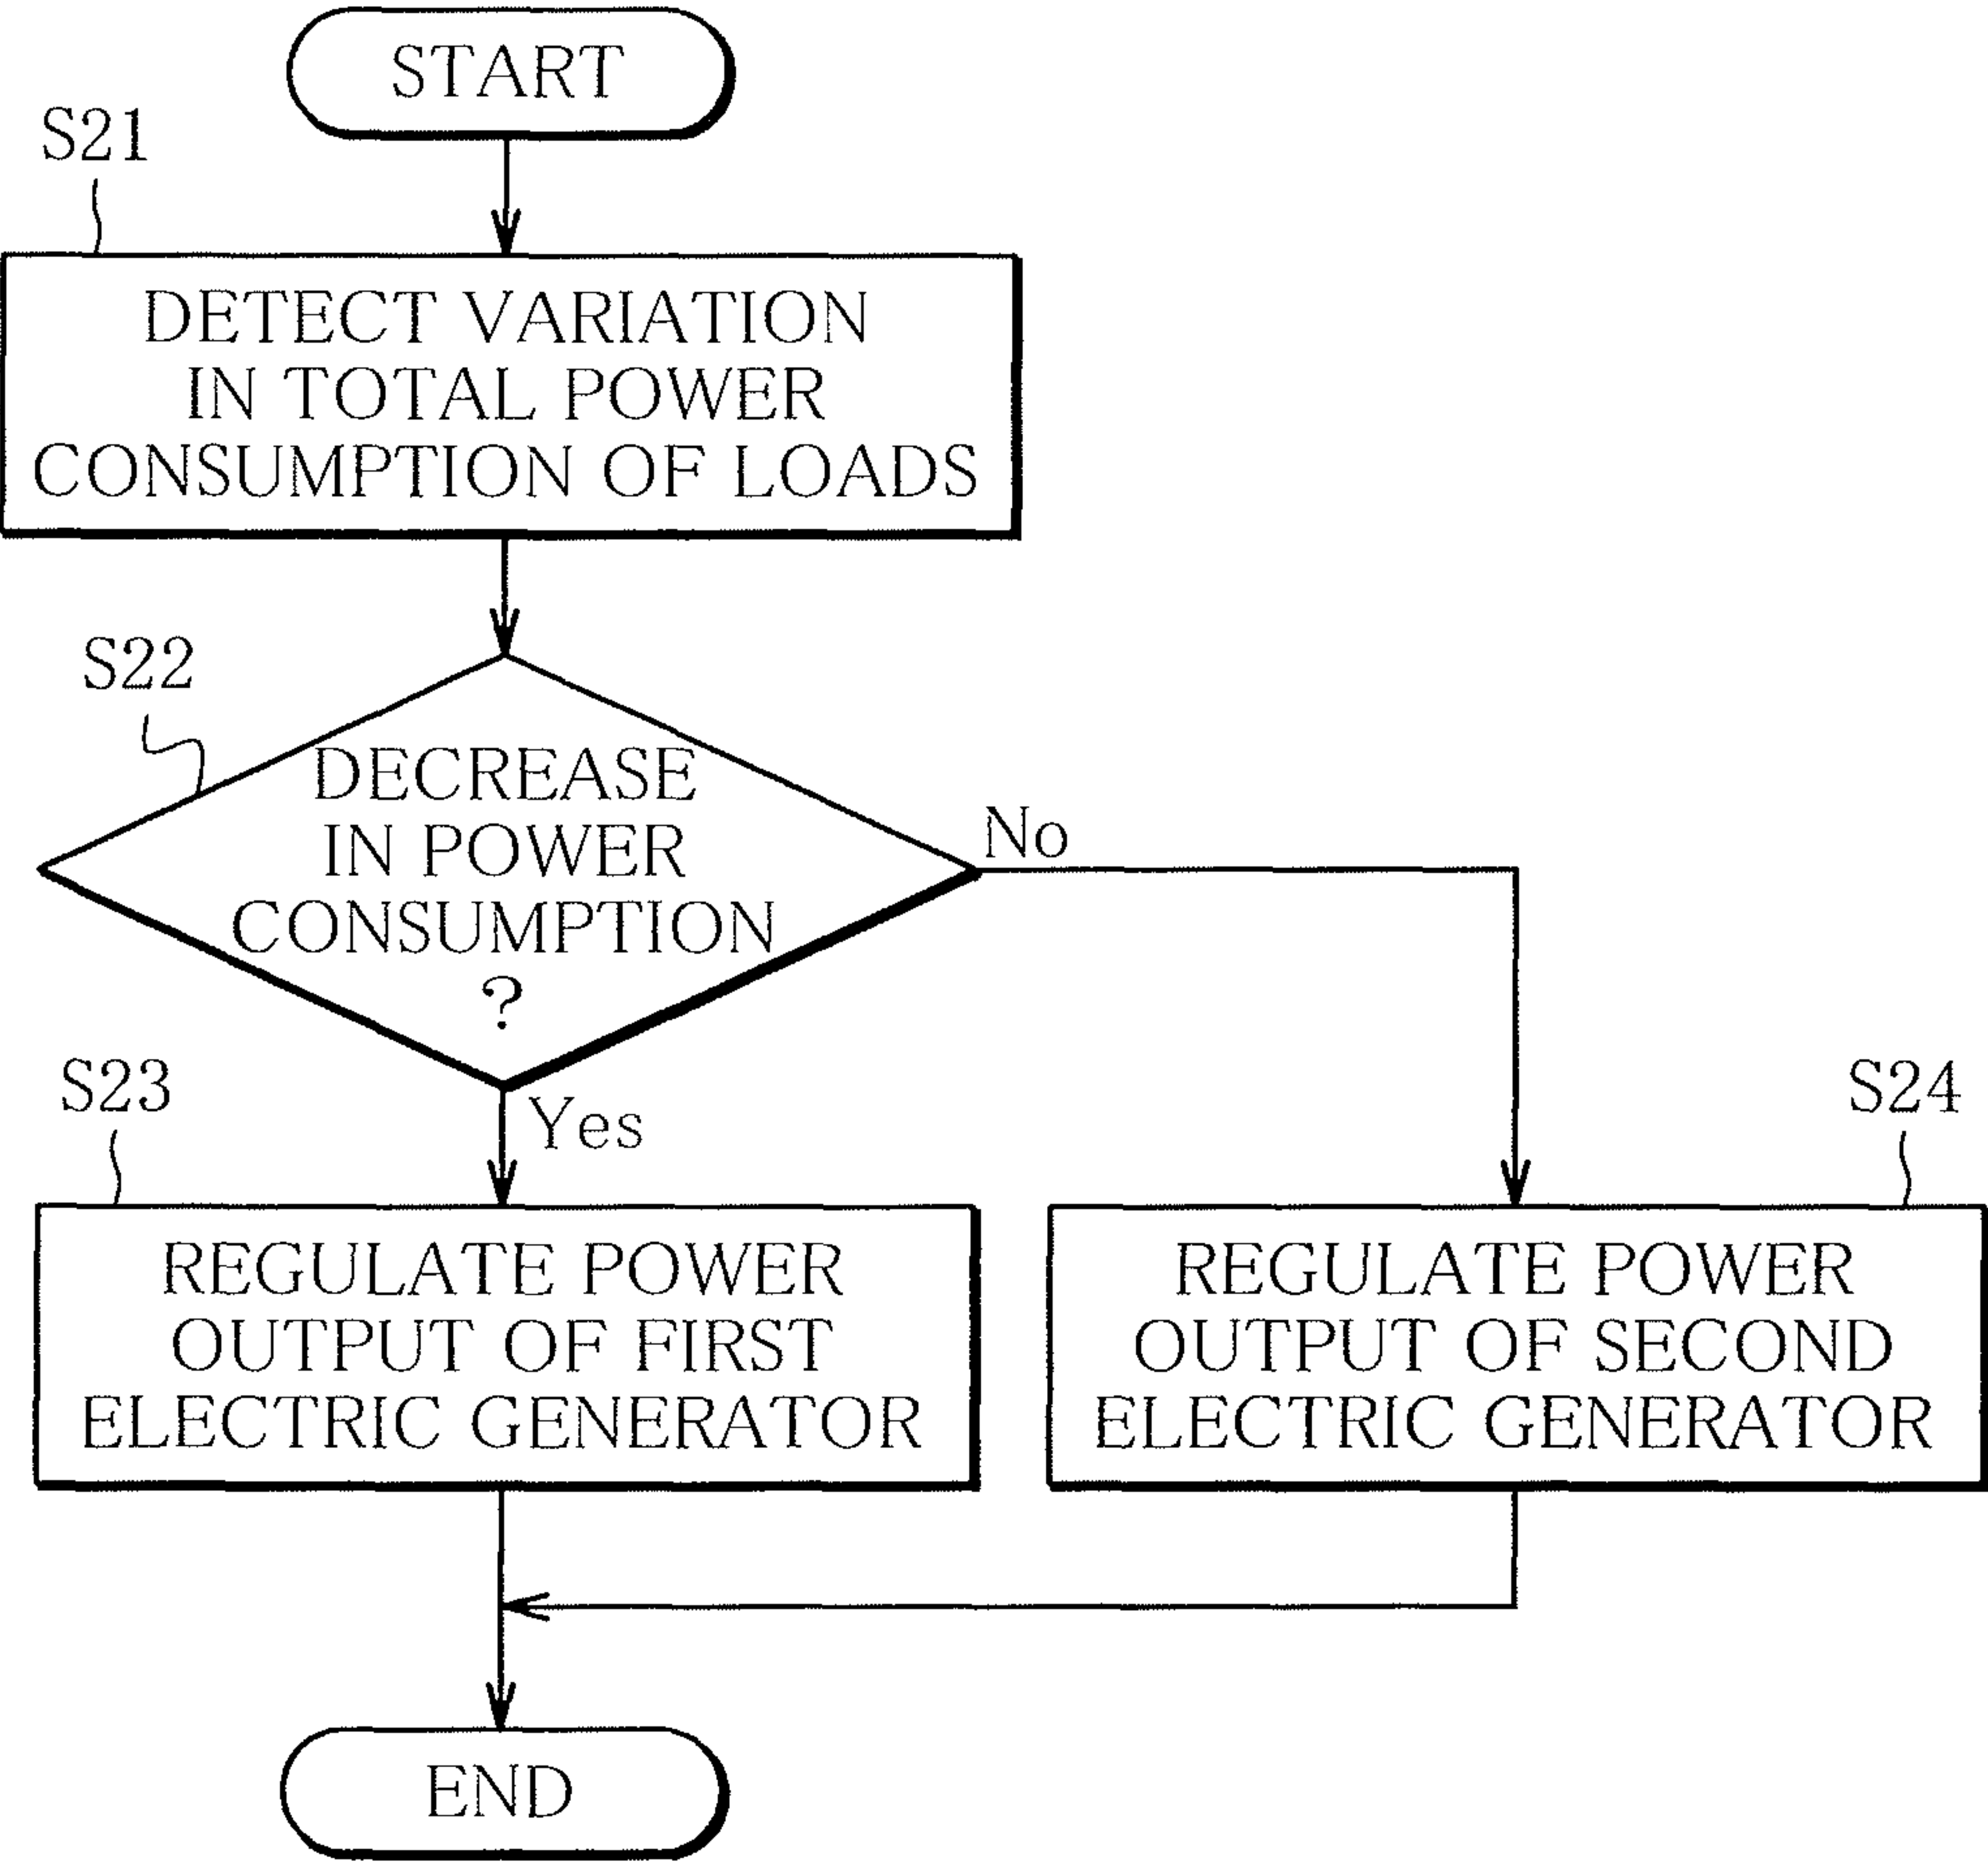 START
S21
DETECT VARIATION
IN TOTAL POWER
CONSUMPTION OF LOADS
S22
DECREASE
IN POWER
CONSUMPTION
?
No
Yes
S23
REGULATE POWER
OUTPUT OF FIRST
ELECTRIC GENERATOR
S24
REGULATE POWER
OUTPUT OF SECOND
ELECTRIC GENERATOR
END